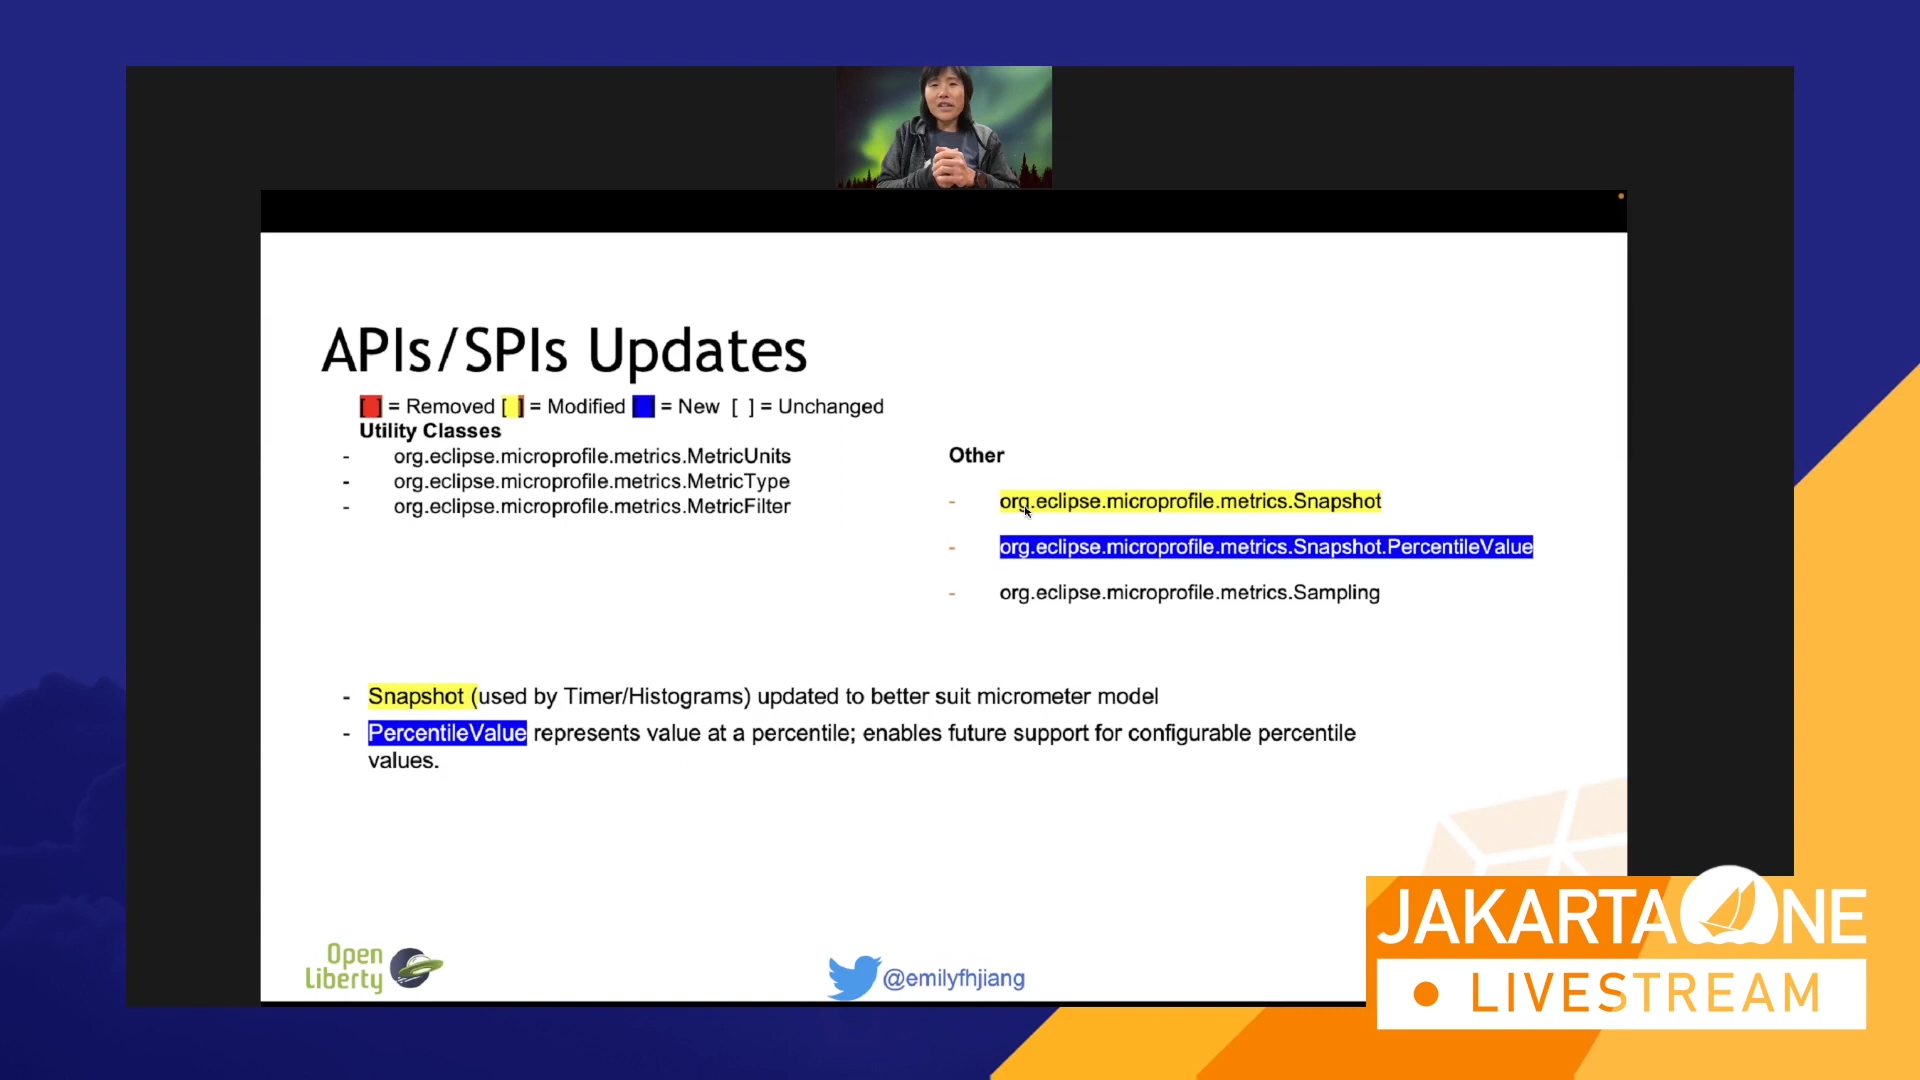 APIs/SPIs Updates
[ ] = Removed [ ] = Modified [ ] = New [ ] = Unchanged
Utility Classes
- org.eclipse.microprofile.metrics.MetricUnits
- org.eclipse.microprofile.metrics.MetricType
- org.eclipse.microprofile.metrics.MetricFilter
Other
- org.eclipse.microprofile.metrics.Snapshot
- org.eclipse.microprofile.metrics.Snapshot.PercentileValue
- org.eclipse.microprofile.metrics.Sampling
- Snapshot (used by Timer/Histograms) updated to better suit micrometer model
- PercentileValue represents value at a percentile; enables future support for configurable percentile
values.
Open
Liberty
@emilyfhjiang
JAKARTAONE
LIVESTREAM